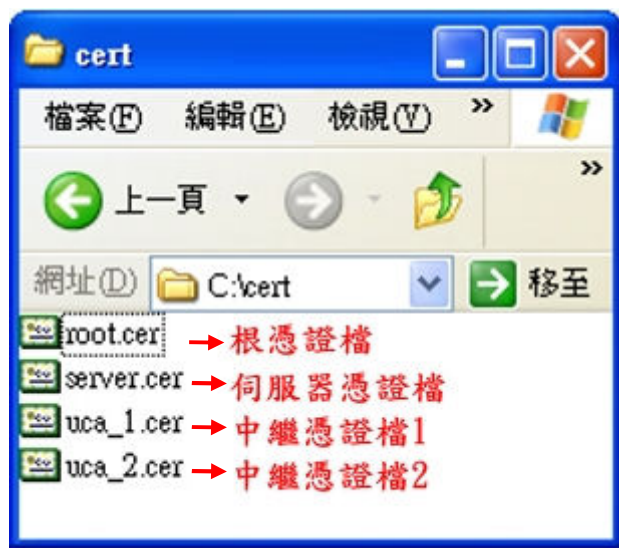 cert
檔案(F) 編輯(E) 檢視(V) »
上一頁 »
網址(D) C:\cert 移至
root.cer →根憑證檔
server.cer →伺服器憑證檔
uca_1.cer →中繼憑證檔1
uca_2.cer →中繼憑證檔2